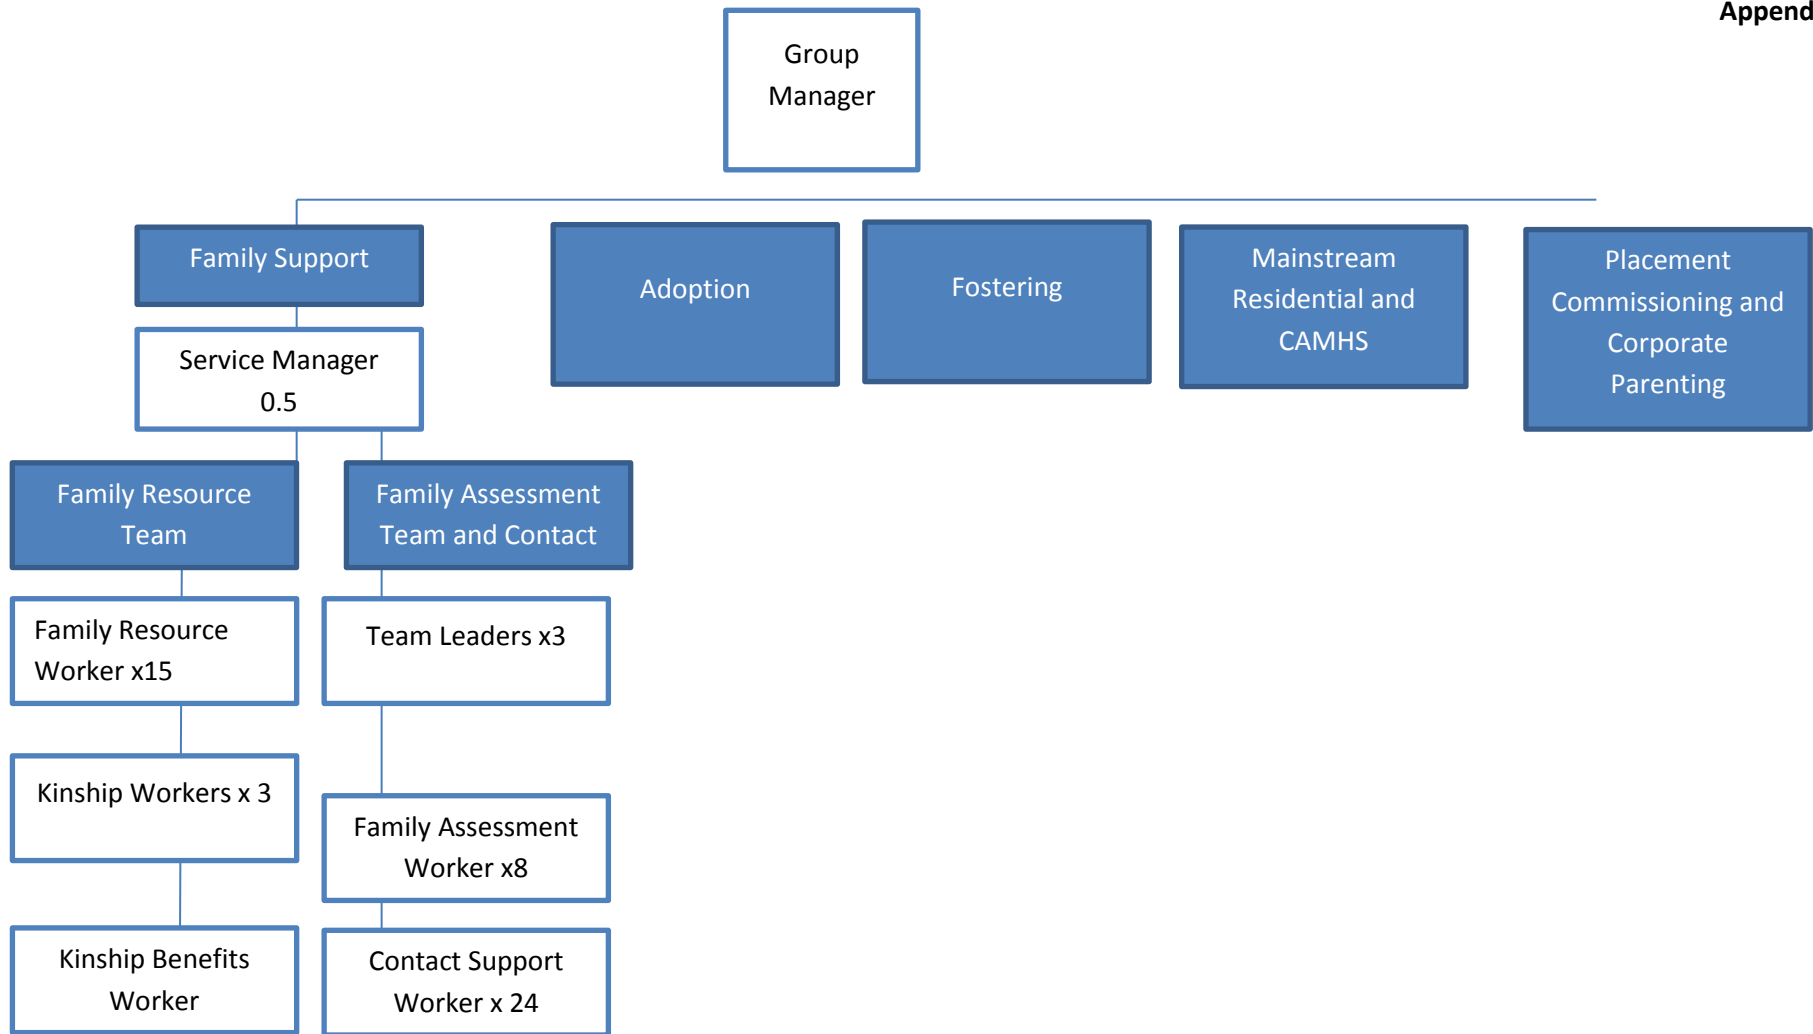 Append
Group
Manager
Family Support
Adoption
Fostering
Mainstream
Residential and
CAMHS
Placement
Commissioning and
Corporate
Parenting
Service Manager
0.5
Family Resource
Team
Family Assessment
Team and Contact
Family Resource
Worker x15
Team Leaders x3
Kinship Workers x 3
Family Assessment
Worker x8
Kinship Benefits
Worker
Contact Support
Worker x 24